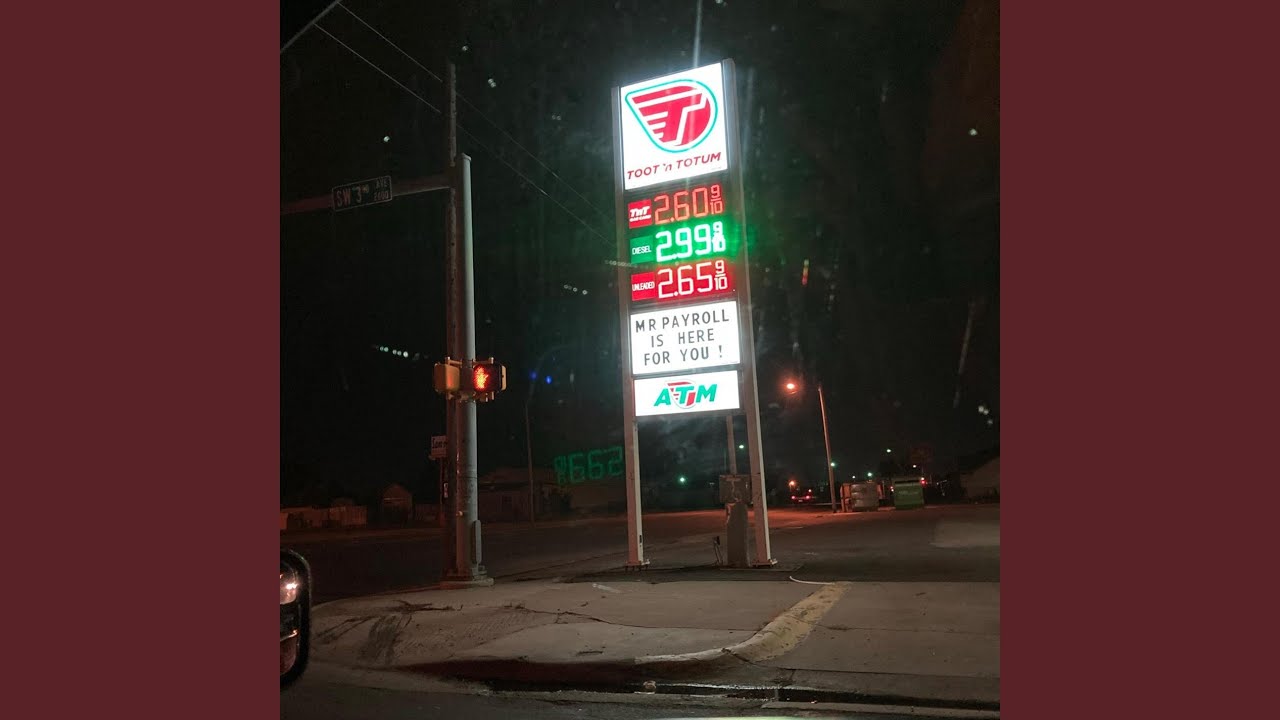 TOOT 'n TOTUM
SW 3RD AVE
TNT 2.60 9/10
DIESEL 2.99 9/10
UNLEADED 2.65 9/10
MR PAYROLL
IS HERE
FOR YOU !
ATM